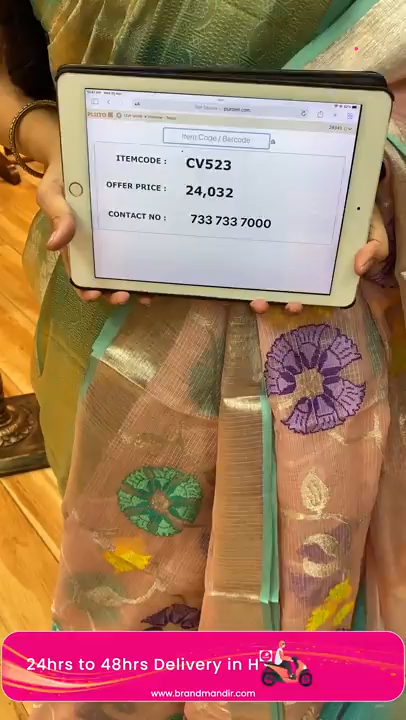 Item Code / Barcode
ITEMCODE : CV523
OFFER PRICE : 24,032
CONTACT NO : 733 733 7000
24hrs to 48hrs Delivery in H
www.brandmandir.com